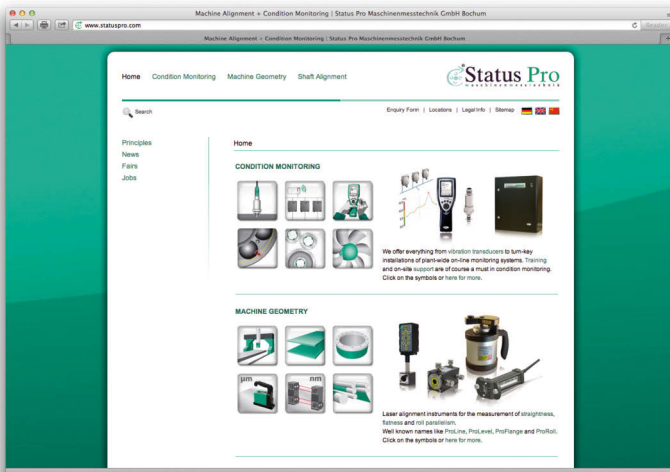 Machine Alignment + Condition Monitoring | Status Pro Maschinenmesstechnik GmbH Bochum
www.statuspro.com
Reader
Machine Alignment + Condition Monitoring | Status Pro Maschinenmesstechnik GmbH Bochum
Home Condition Monitoring Machine Geometry Shaft Alignment
Status Pro
maschinenmesstechnik
Search
Enquiry Form | Locations | Legal Info | Sitemap
Principles
News
Fairs
Jobs
Home
CONDITION MONITORING
We offer everything from vibration transducers to turn-key
installations of plant-wide on-line monitoring systems. Training
and on-site support are of course a must in condition monitoring.
Click on the symbols or here for more.
MACHINE GEOMETRY
µm nm
Laser alignment instruments for the measurement of straightness,
flatness and roll parallelism.
Well known names like ProLine, ProLevel, ProFlange and ProRoll.
Click on the symbols or here for more.